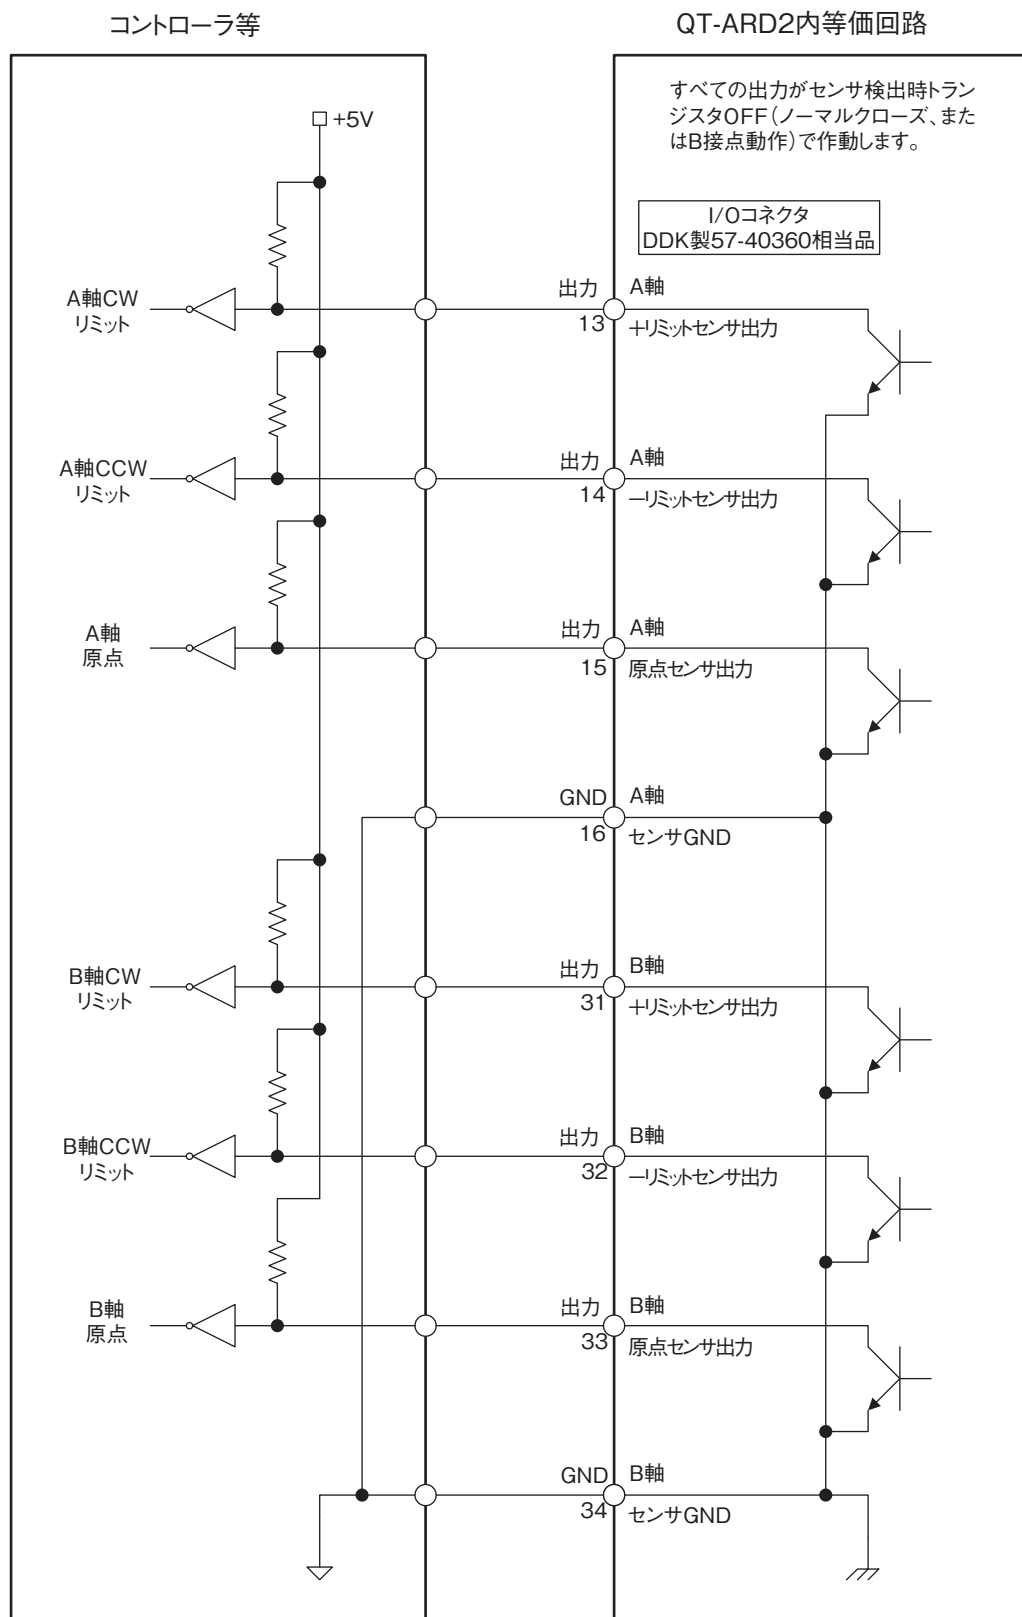 コントローラ等
QT-ARD2内等価回路
すべての出力がセンサ検出時トラン
ジスタOFF(ノーマルクローズ、また
はB接点動作)で作動します。
+5V
I/Oコネクタ
DDK製57-40360相当品
A軸CW
リミット
出力
13
A軸
+リミットセンサ出力
A軸CCW
リミット
出力
14
A軸
−リミットセンサ出力
A軸
原点
出力
15
A軸
原点センサ出力
GND
16
A軸
センサGND
B軸CW
リミット
出力
31
B軸
+リミットセンサ出力
B軸CCW
リミット
出力
32
B軸
−リミットセンサ出力
B軸
原点
出力
33
B軸
原点センサ出力
GND
34
B軸
センサGND